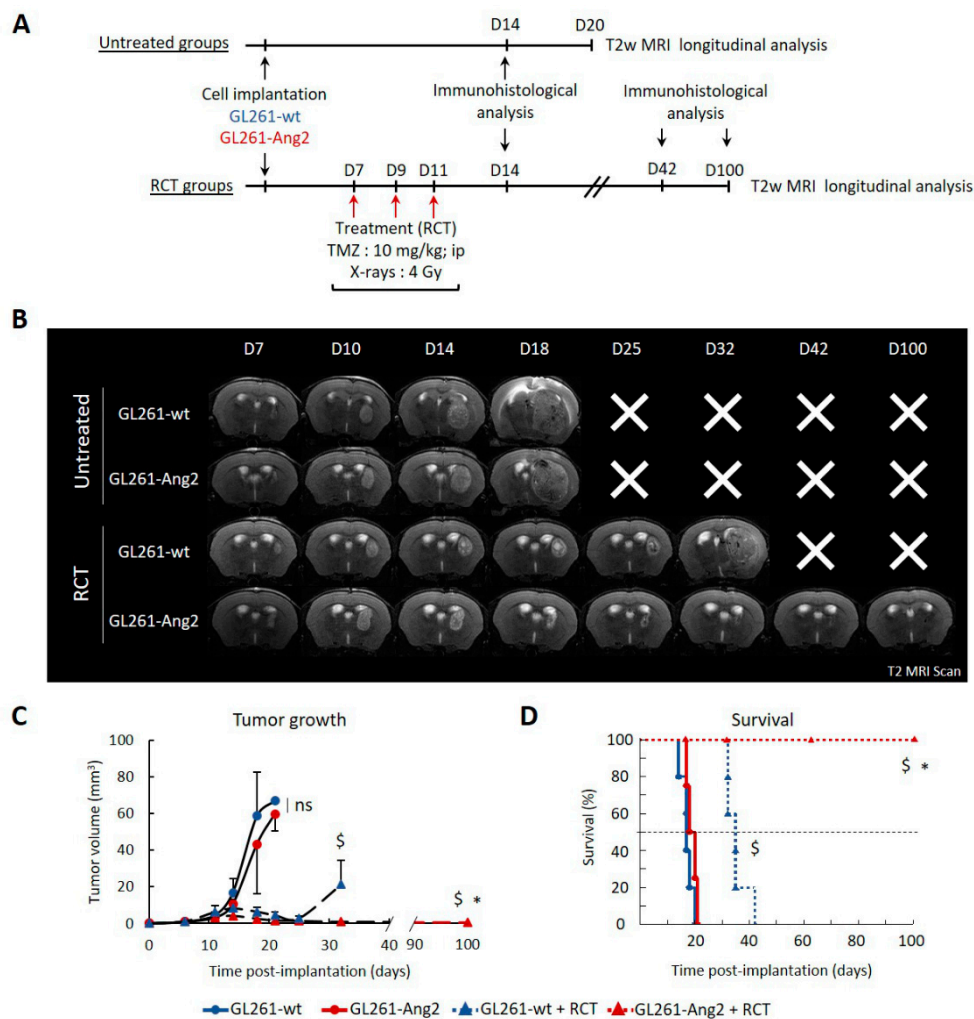 A
D14
D20
Untreated groups
T2w MRI longitudinal analysis
Cell implantation
GL261-wt
GL261-Ang2
Immunohistological
analysis
Immunohistological
analysis
D7
D9
D11
D14
D42
D100
RCT groups
T2w MRI longitudinal analysis
Treatment (RCT)
TMZ : 10 mg/kg; ip
X-rays : 4 Gy
B
D7 D10 D14 D18 D25 D32 D42 D100
Untreated
GL261-wt
GL261-Ang2
RCT
GL261-wt
GL261-Ang2
T2 MRI Scan
C
Tumor growth
Tumor volume (mm³)
100
80
60
40
20
0
ns
$
$ *
0 10 20 30 40 90 100
Time post-implantation (days)
D
Survival
Survival (%)
100
80
60
40
20
0
$ *
$
20 40 60 80 100
Time post-implantation (days)
GL261-wt GL261-Ang2 GL261-wt + RCT GL261-Ang2 + RCT